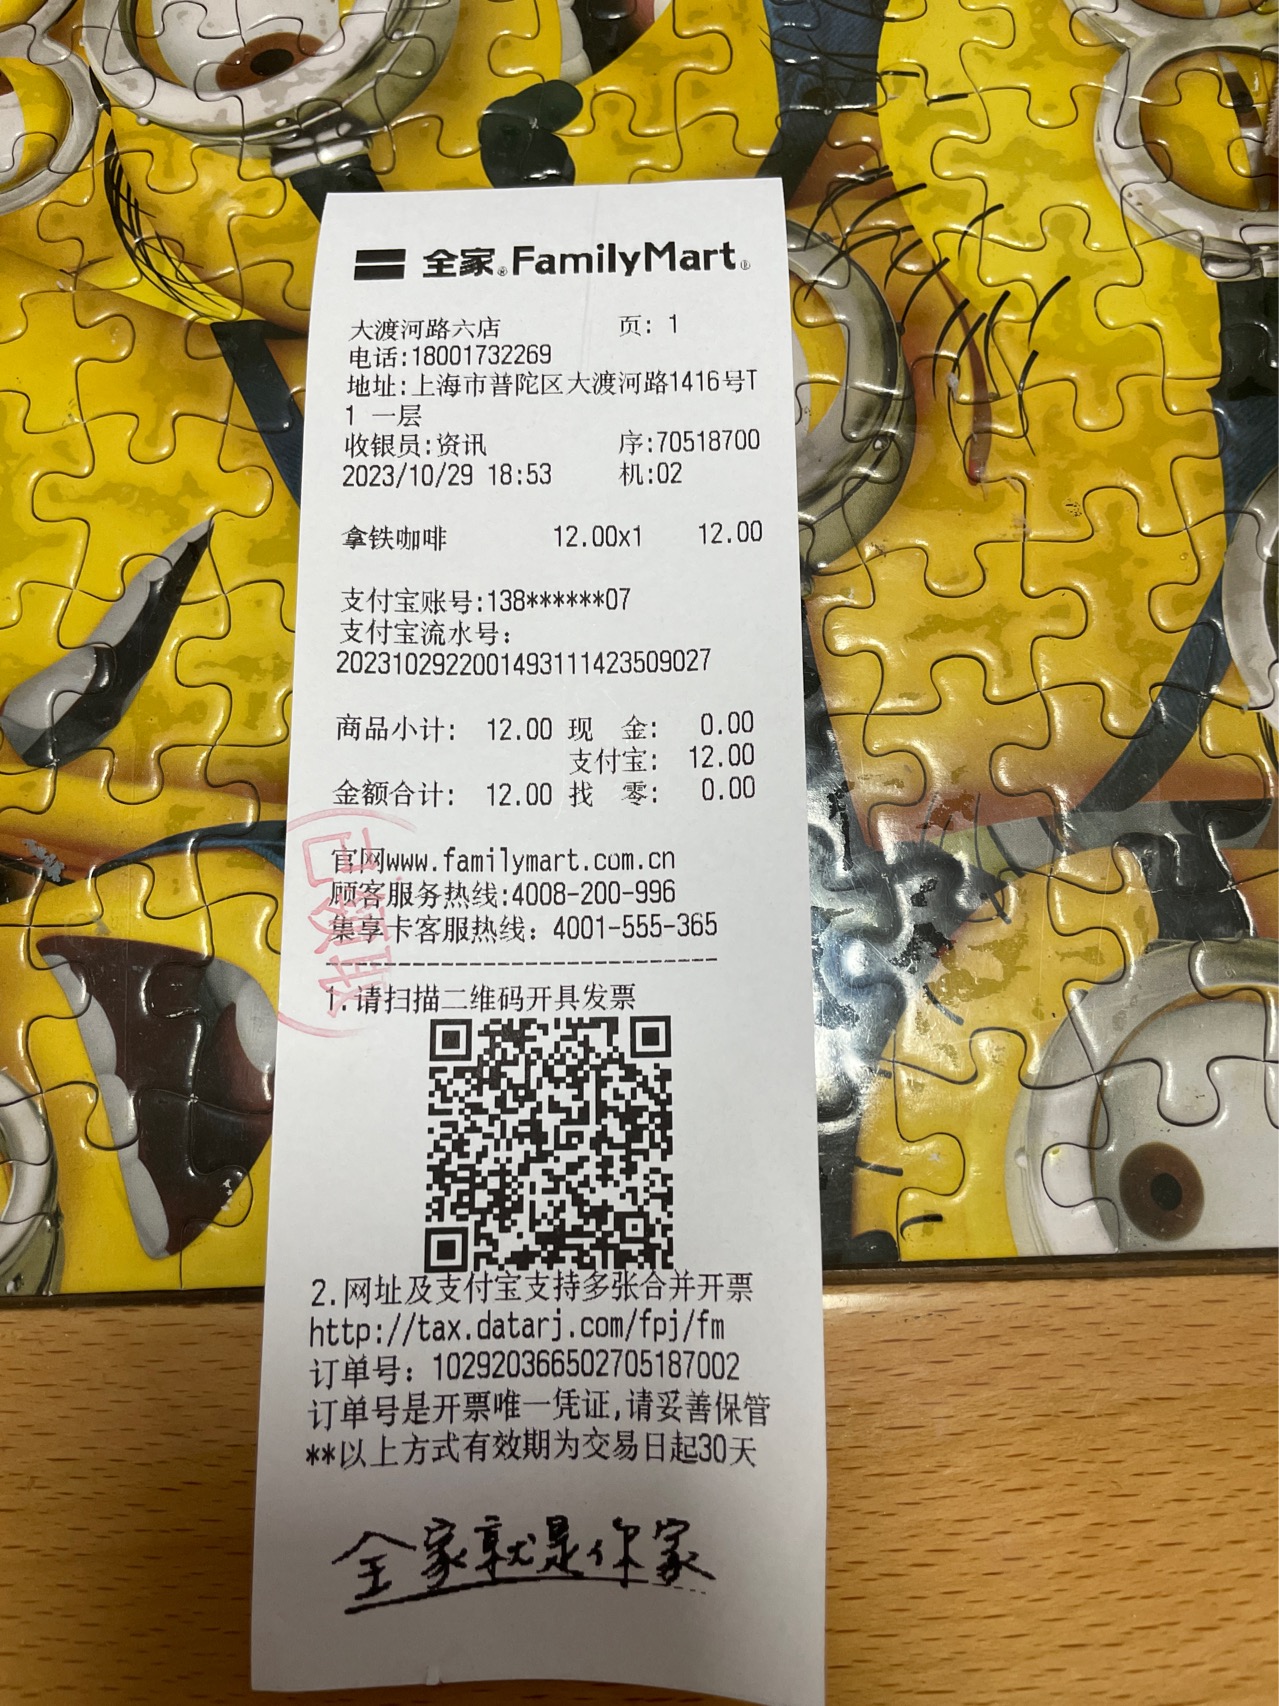 全家®FamilyMart®
大渡河路六店 页: 1
电话:18001732269
地址:上海市普陀区大渡河路1416号T
1 一层
收银员:资讯 序:70518700
2023/10/29 18:53 机:02
拿铁咖啡 12.00x1 12.00
支付宝账号:138******07
支付宝流水号:
2023102922001493111423509027
商品小计: 12.00 现 金: 0.00
支付宝: 12.00
金额合计: 12.00 找 零: 0.00
已领取
官网www.familymart.com.cn
顾客服务热线:4008-200-996
集享卡客服热线: 4001-555-365
--------------------------------
1.请扫描二维码开具发票
2.网址及支付宝支持多张合并开票
http://tax.datarj.com/fpj/fm
订单号: 102920366502705187002
订单号是开票唯一凭证,请妥善保管
**以上方式有效期为交易日起30天
全家就是你家